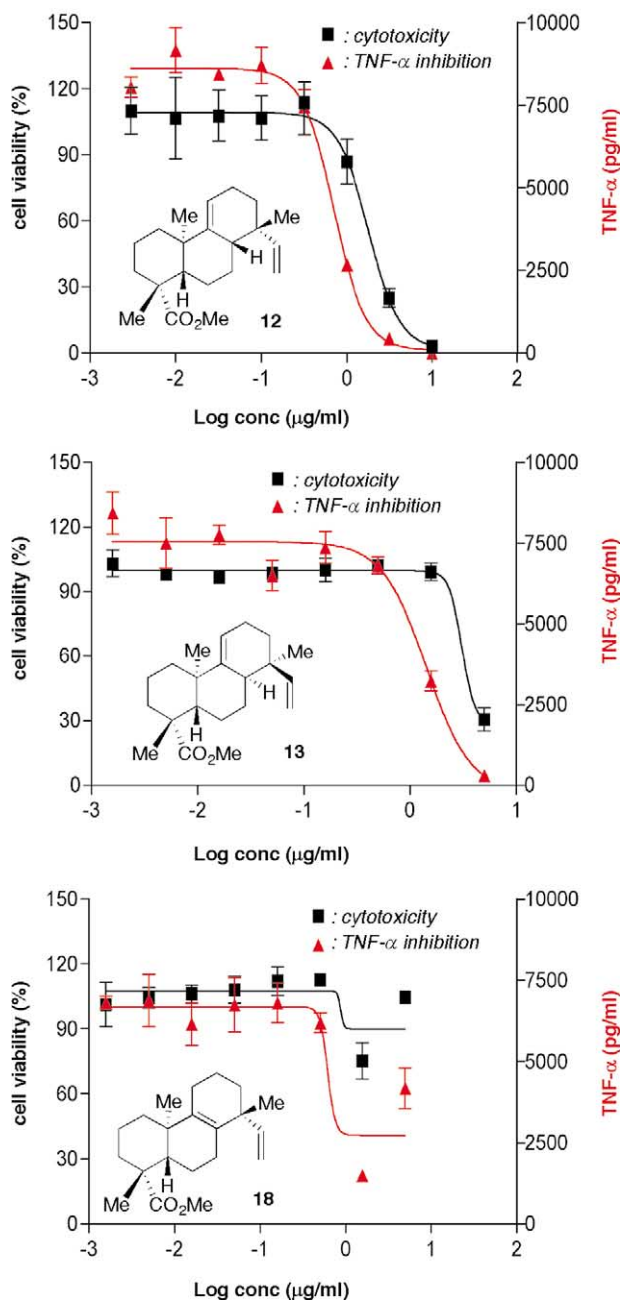 150
120
90
60
30
0
cell viability (%)
■ : cytotoxicity
▲ : TNF-α inhibition
10000
7500
5000
2500
0
TNF-α (pg/ml)
Me
Me
H
H
Me
CO2Me
12
-3 -2 -1 0 1 2
Log conc (μg/ml)
150
120
90
60
30
0
cell viability (%)
■ : cytotoxicity
▲ : TNF-α inhibition
10000
7500
5000
2500
0
TNF-α (pg/ml)
Me
Me
H
H
Me
CO2Me
13
-3 -2 -1 0 1
Log conc (μg/ml)
150
120
90
60
30
0
cell viability (%)
■ : cytotoxicity
▲ : TNF-α inhibition
10000
7500
5000
2500
0
TNF-α (pg/ml)
Me
Me
H
Me
CO2Me
18
-3 -2 -1 0 1 2
Log conc (μg/ml)